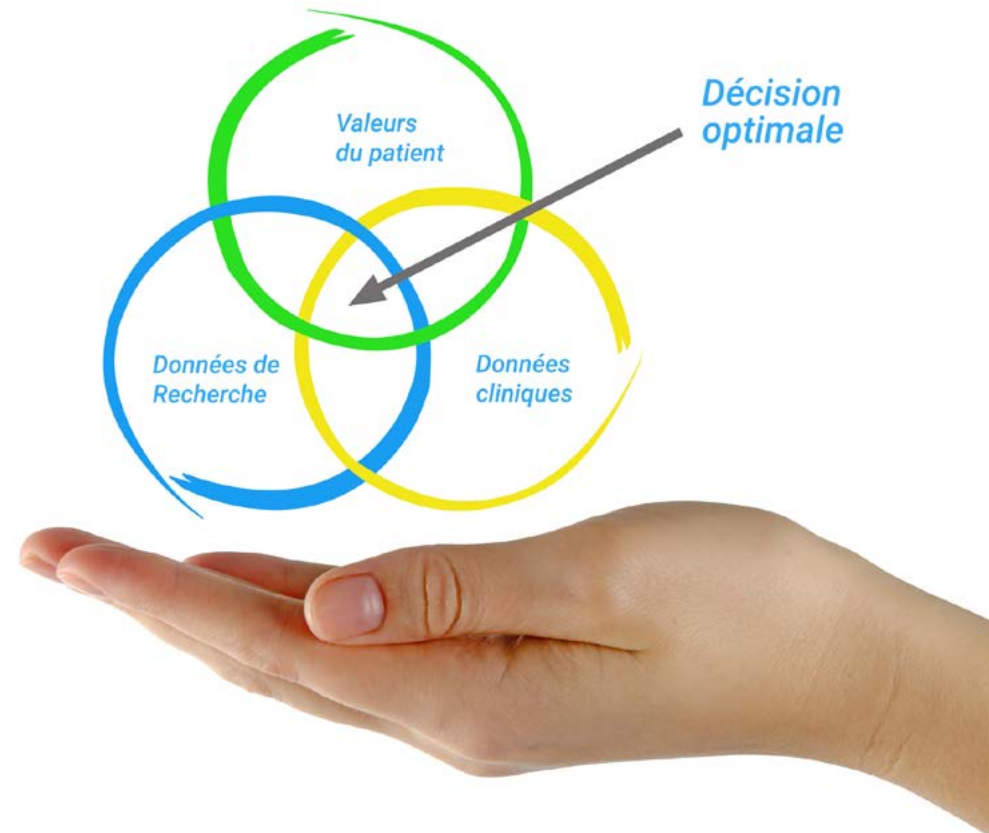 Valeurs
du patient
Décision
optimale
Données de
Recherche
Données
cliniques